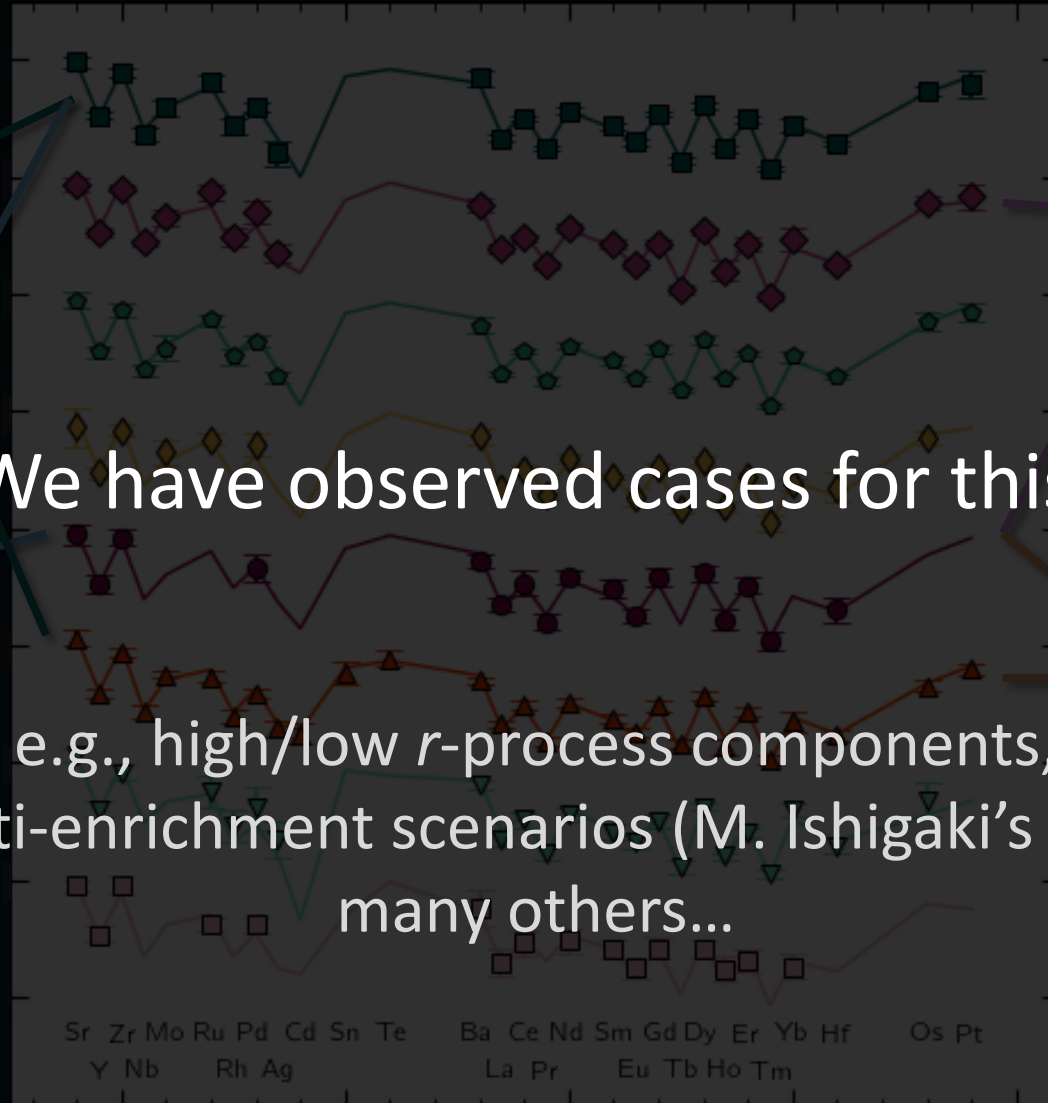 We have observed cases for this
e.g., high/low r-process components,
ti-enrichment scenarios (M. Ishigaki’s
many others…
Sr Zr Mo Ru Pd Cd Sn Te Ba Ce Nd Sm Gd Dy Er Yb Hf Os Pt
Y Nb Rh Ag La Pr Eu Tb Ho Tm